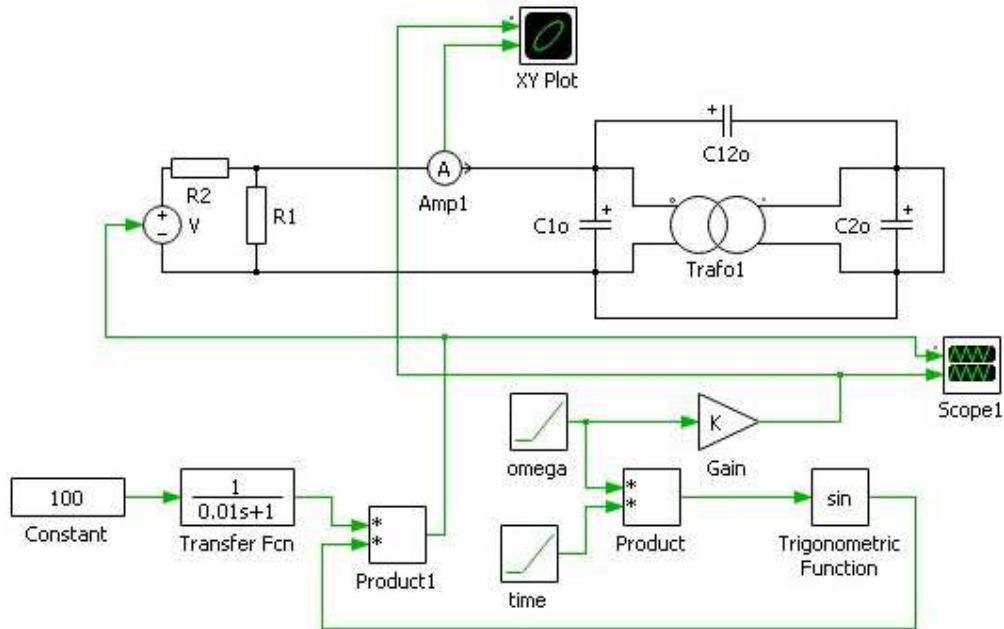 XY Plot
+
C12o
R2
A
Amp1
R1
+
−
V
C1o
+
Trafo1
C2o
+
Scope1
omega
K
Gain
100
Constant
1
0.01s+1
Transfer Fcn
*
*
Product1
*
*
Product
sin
Trigonometric
Function
time